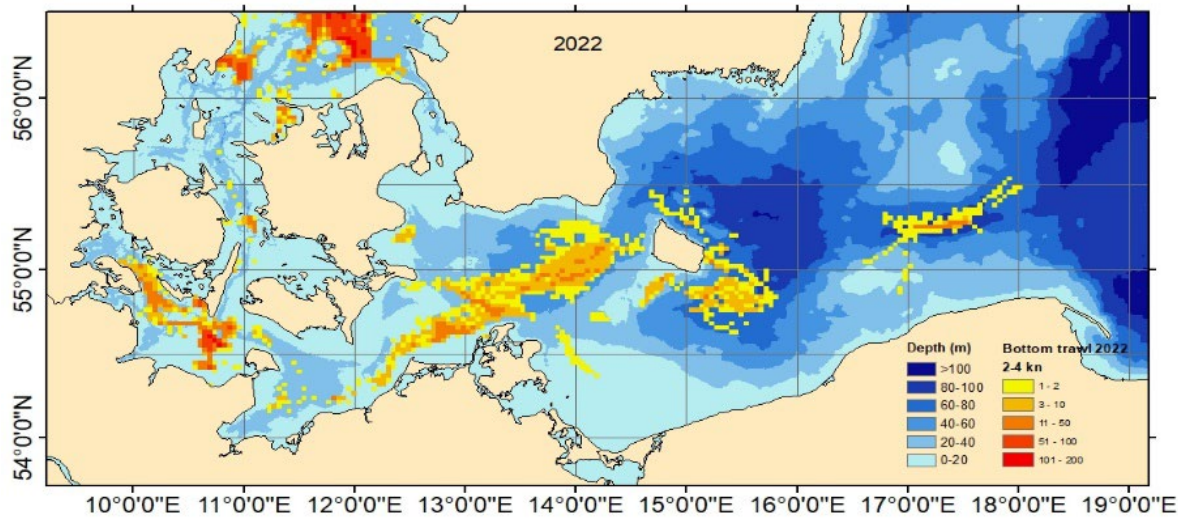 2022
56°0'0"N
55°0'0"N
54°0'0"N
Depth (m)
>100
80-100
60-80
40-60
20-40
0-20
Bottom trawl 2022
2-4 kn
1 - 2
3 - 10
11 - 50
51 - 100
101 - 200
10°0'0"E 11°0'0"E 12°0'0"E 13°0'0"E 14°0'0"E 15°0'0"E 16°0'0"E 17°0'0"E 18°0'0"E 19°0'0"E